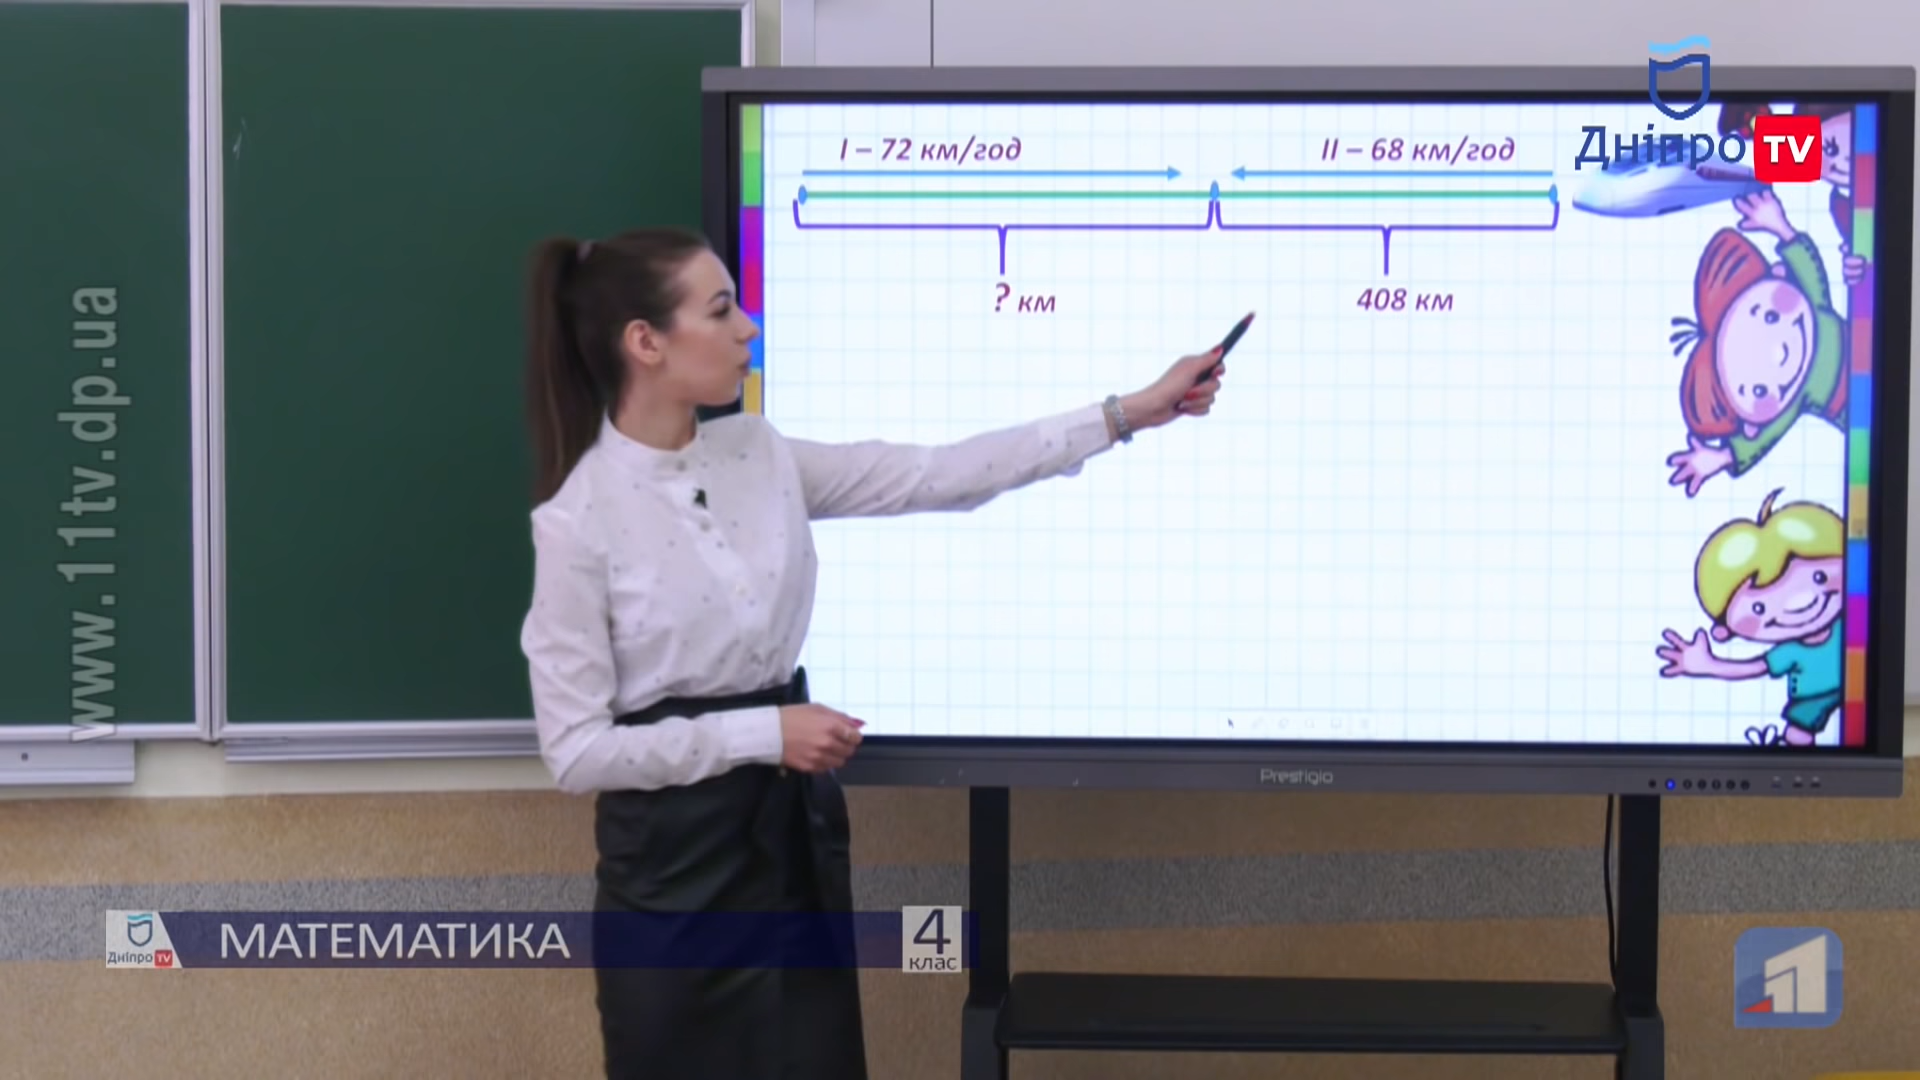 I – 72 км/год
II – 68 км/год
? км
408 км
Дніпро TV
www.11tv.dp.ua
Prestigio
МАТЕМАТИКА
4 клас
Дніпро TV